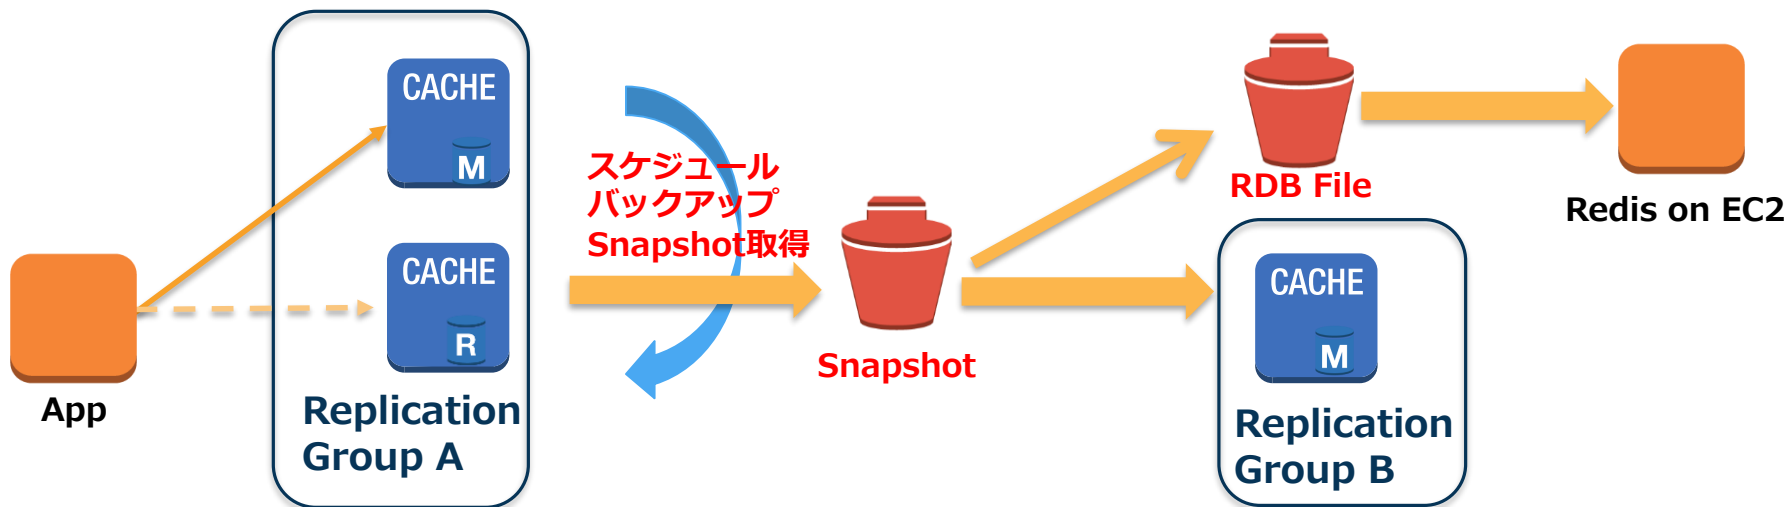 App
CACHE
M
CACHE
R
Replication
Group A
スケジュール
バックアップ
Snapshot取得
Snapshot
RDB File
Redis on EC2
CACHE
M
Replication
Group B